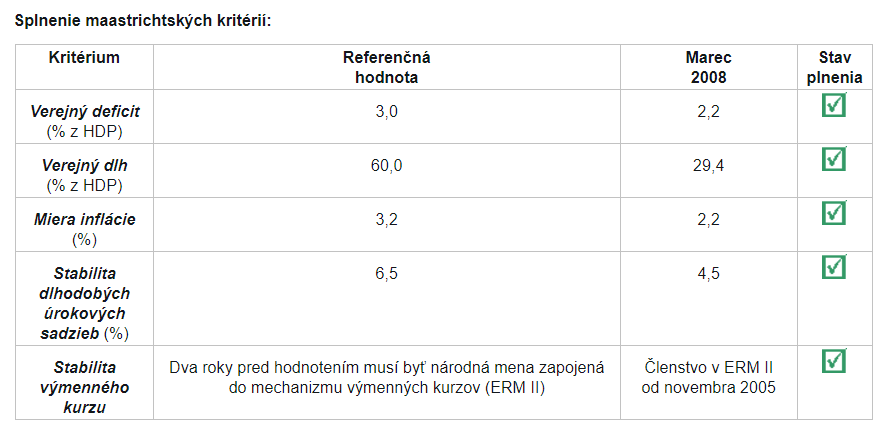 Splnenie maastrichtských kritérií:
Kritérium
Referenčná
hodnota
Marec
2008
Stav
plnenia
Verejný deficit
(% z HDP)
3,0
2,2
Verejný dlh
(% z HDP)
60,0
29,4
Miera inflácie
(%)
3,2
2,2
Stabilita
dlhodobých
úrokových
sadzieb (%)
6,5
4,5
Stabilita
výmenného
kurzu
Dva roky pred hodnotením musí byť národná mena zapojená
do mechanizmu výmenných kurzov (ERM II)
Členstvo v ERM II
od novembra 2005